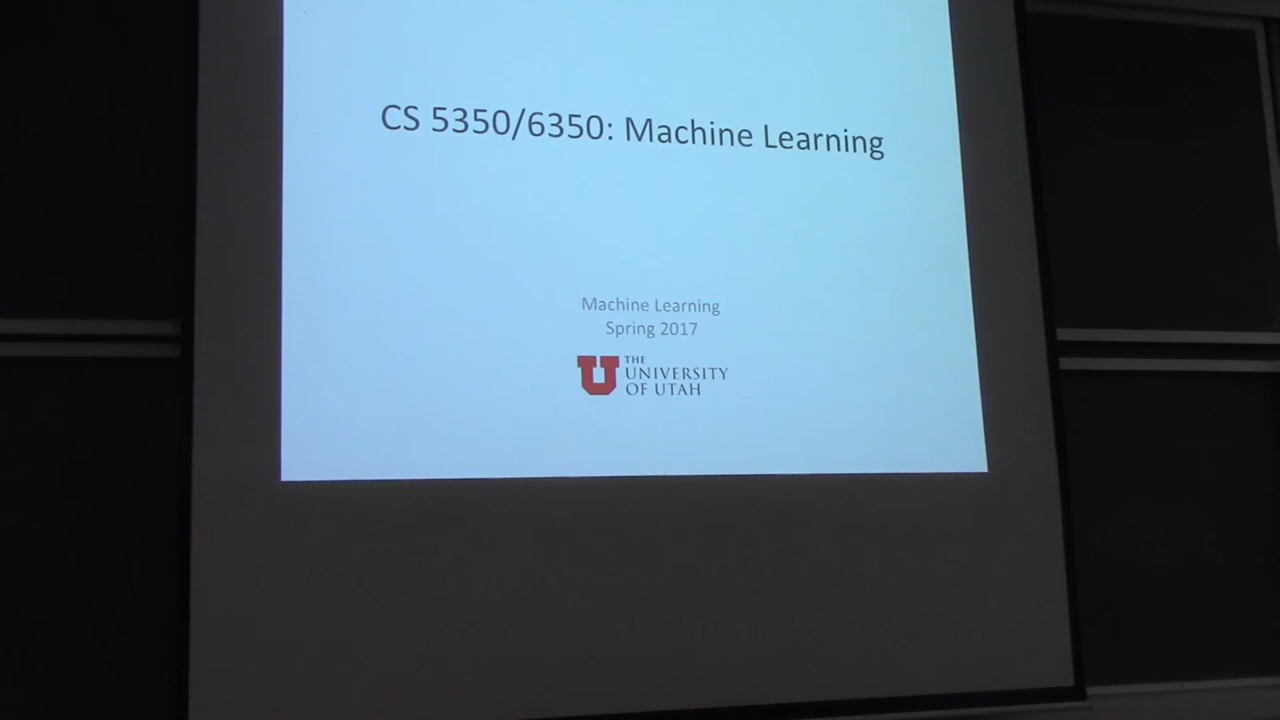 CS 5350/6350: Machine Learning
Machine Learning
Spring 2017
THE
UNIVERSITY
OF UTAH